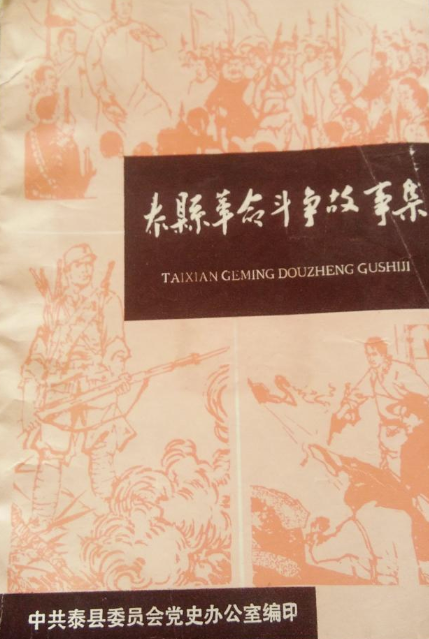 泰縣革命斗争故事集
TAIXIAN GEMING DOUZHENG GUSHIJI
中共泰县委员会党史办公室编印